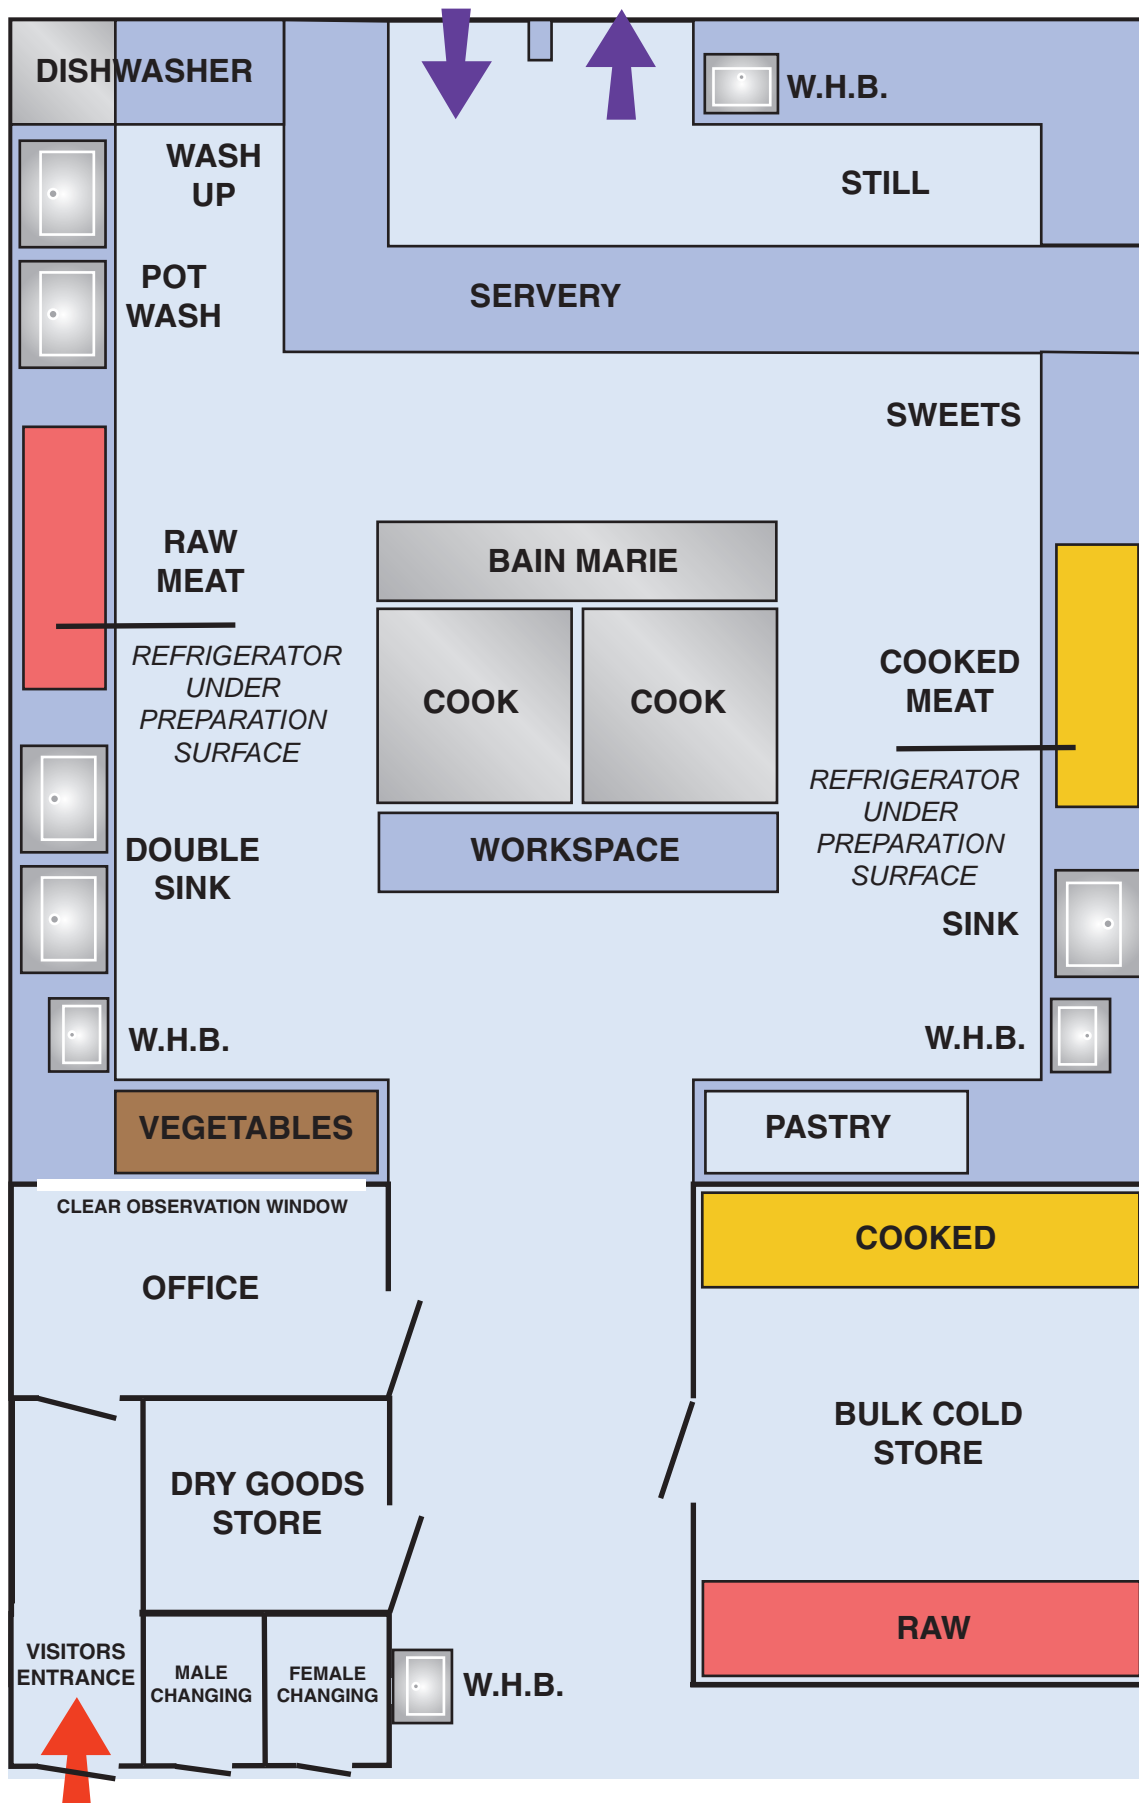 DISHWASHER
W.H.B.
WASH
UP
STILL
POT
WASH
SERVERY
SWEETS
RAW
MEAT
REFRIGERATOR
UNDER
PREPARATION
SURFACE
BAIN MARIE
COOK
COOK
WORKSPACE
COOKED
MEAT
REFRIGERATOR
UNDER
PREPARATION
SURFACE
DOUBLE
SINK
SINK
W.H.B.
W.H.B.
VEGETABLES
PASTRY
CLEAR OBSERVATION WINDOW
OFFICE
COOKED
BULK COLD
STORE
DRY GOODS
STORE
RAW
VISITORS
ENTRANCE
MALE
CHANGING
FEMALE
CHANGING
W.H.B.